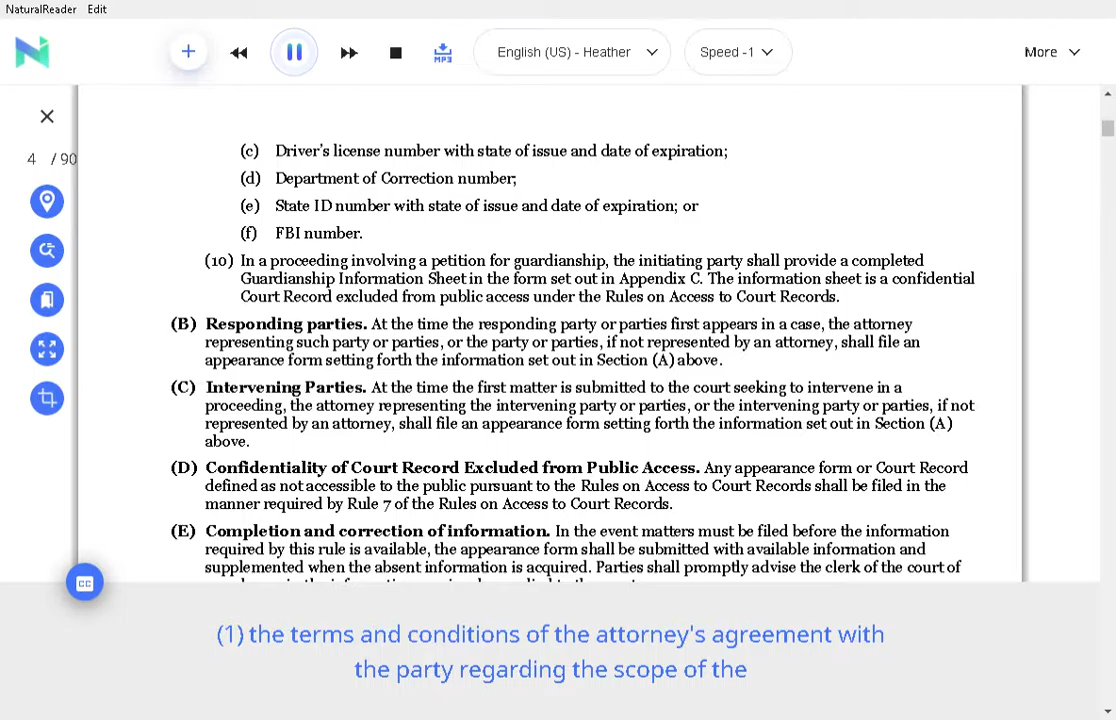 NaturalReader Edit
MP3
English (US) - Heather
Speed -1
More
4 / 90
(c) Driver's license number with state of issue and date of expiration;
(d) Department of Correction number;
(e) State ID number with state of issue and date of expiration; or
(f) FBI number.
(10) In a proceeding involving a petition for guardianship, the initiating party shall provide a completed
Guardianship Information Sheet in the form set out in Appendix C. The information sheet is a confidential
Court Record excluded from public access under the Rules on Access to Court Records.
(B) Responding parties. At the time the responding party or parties first appears in a case, the attorney
representing such party or parties, or the party or parties, if not represented by an attorney, shall file an
appearance form setting forth the information set out in Section (A) above.
(C) Intervening Parties. At the time the first matter is submitted to the court seeking to intervene in a
proceeding, the attorney representing the intervening party or parties, or the intervening party or parties, if not
represented by an attorney, shall file an appearance form setting forth the information set out in Section (A)
above.
(D) Confidentiality of Court Record Excluded from Public Access. Any appearance form or Court Record
defined as not accessible to the public pursuant to the Rules on Access to Court Records shall be filed in the
manner required by Rule 7 of the Rules on Access to Court Records.
(E) Completion and correction of information. In the event matters must be filed before the information
required by this rule is available, the appearance form shall be submitted with available information and
supplemented when the absent information is acquired. Parties shall promptly advise the clerk of the court of
CC
(1) the terms and conditions of the attorney's agreement with
the party regarding the scope of the